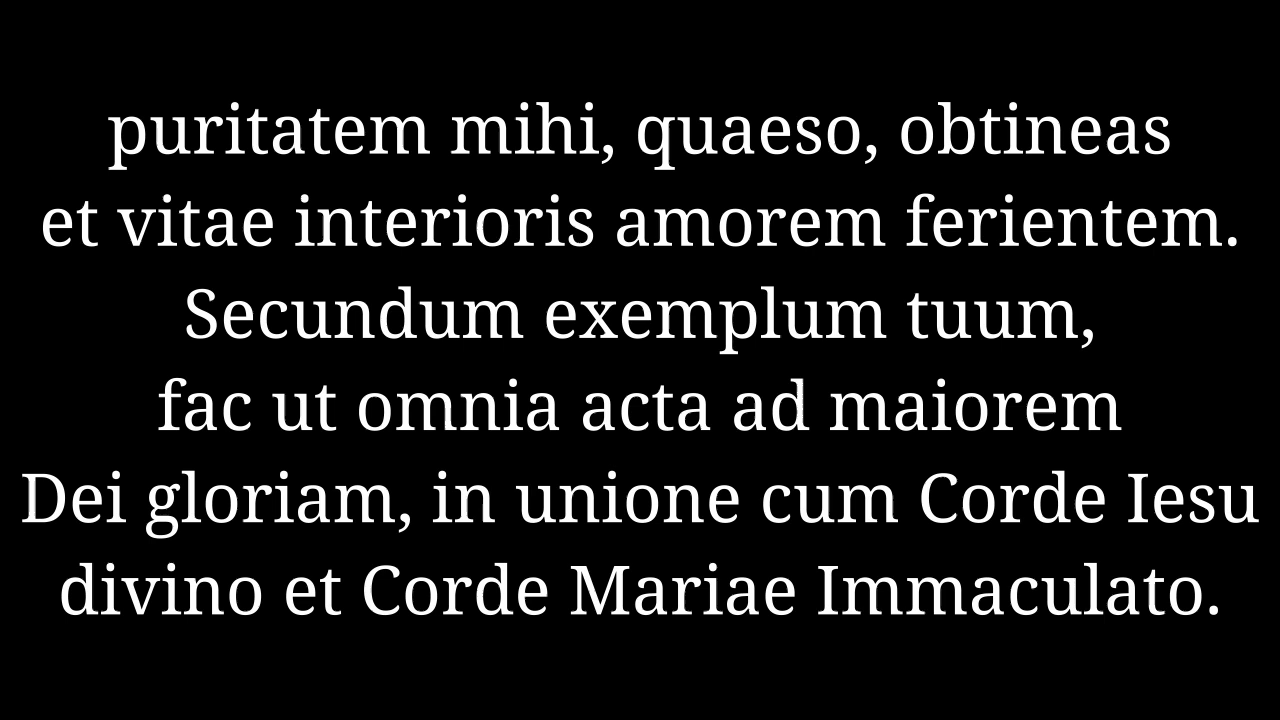 puritatem mihi, quaeso, obtineas
et vitae interioris amorem ferientem.
Secundum exemplum tuum,
fac ut omnia acta ad maiorem
Dei gloriam, in unione cum Corde Iesu
divino et Corde Mariae Immaculato.